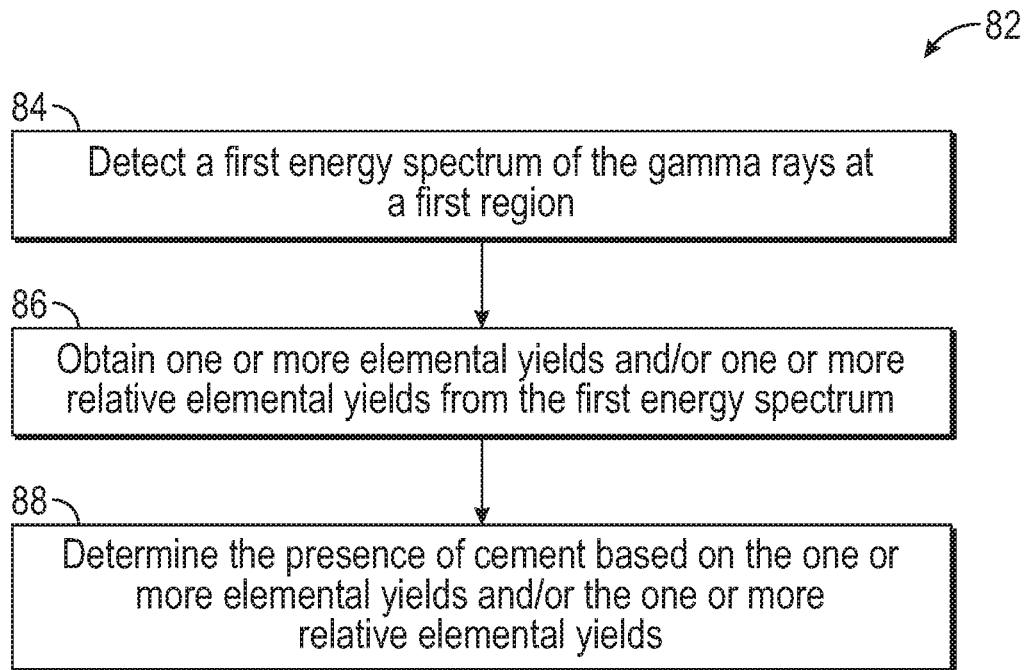 82
84
Detect a first energy spectrum of the gamma rays at
a first region
86
Obtain one or more elemental yields and/or one or more
relative elemental yields from the first energy spectrum
88
Determine the presence of cement based on the one or
more elemental yields and/or the one or more
relative elemental yields